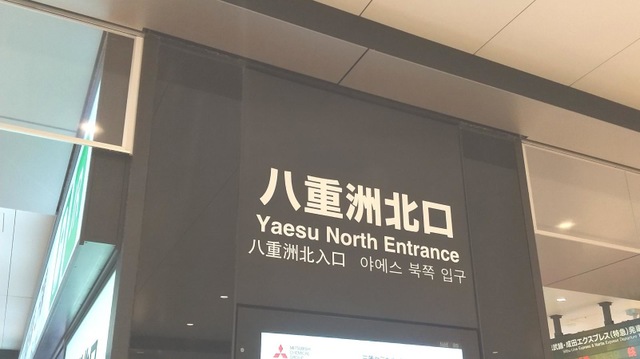 八重洲北口
Yaesu North Entrance
八重洲北入口 야에스 북쪽 입구
MITSUBISHI